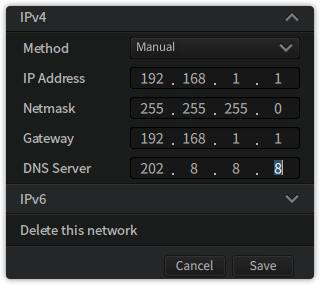 IPv4
Method Manual
IP Address 192 . 168 . 1 . 1
Netmask 255 . 255 . 255 . 0
Gateway 192 . 168 . 1 . 1
DNS Server 202 . 8 . 8 . 8
IPv6
Delete this network
Cancel Save